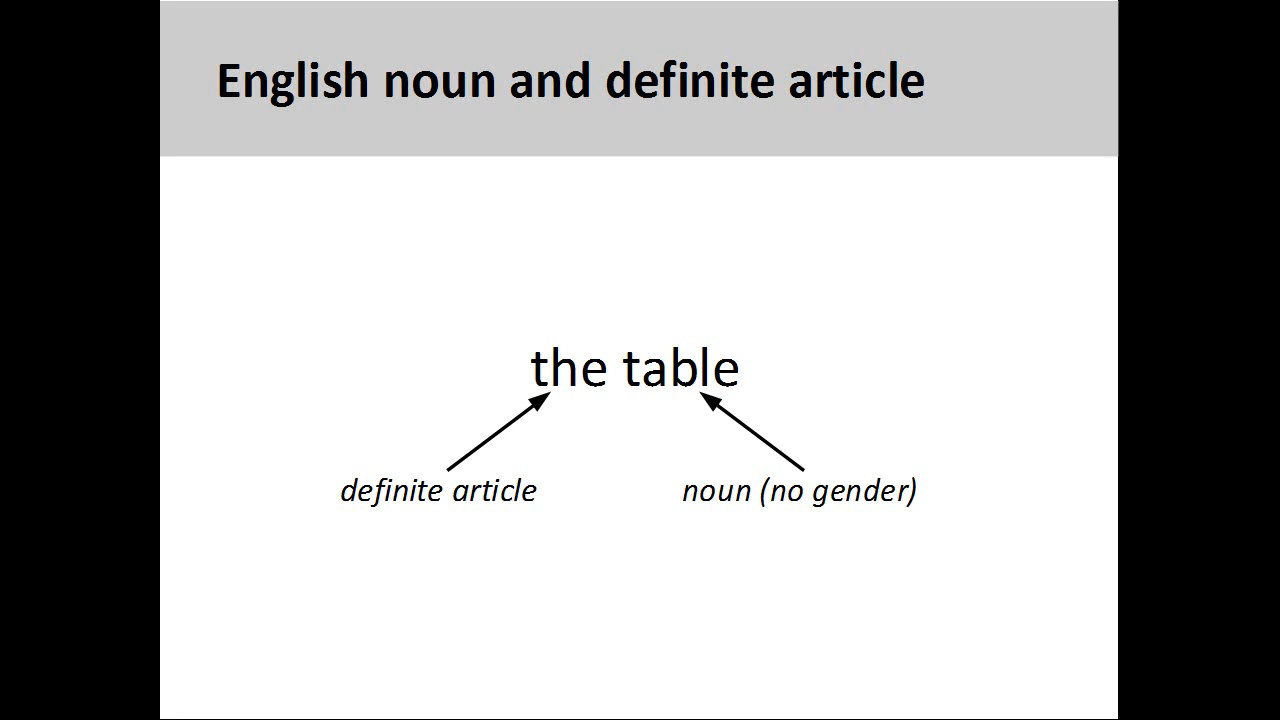 English noun and definite article
the table
definite article
noun (no gender)